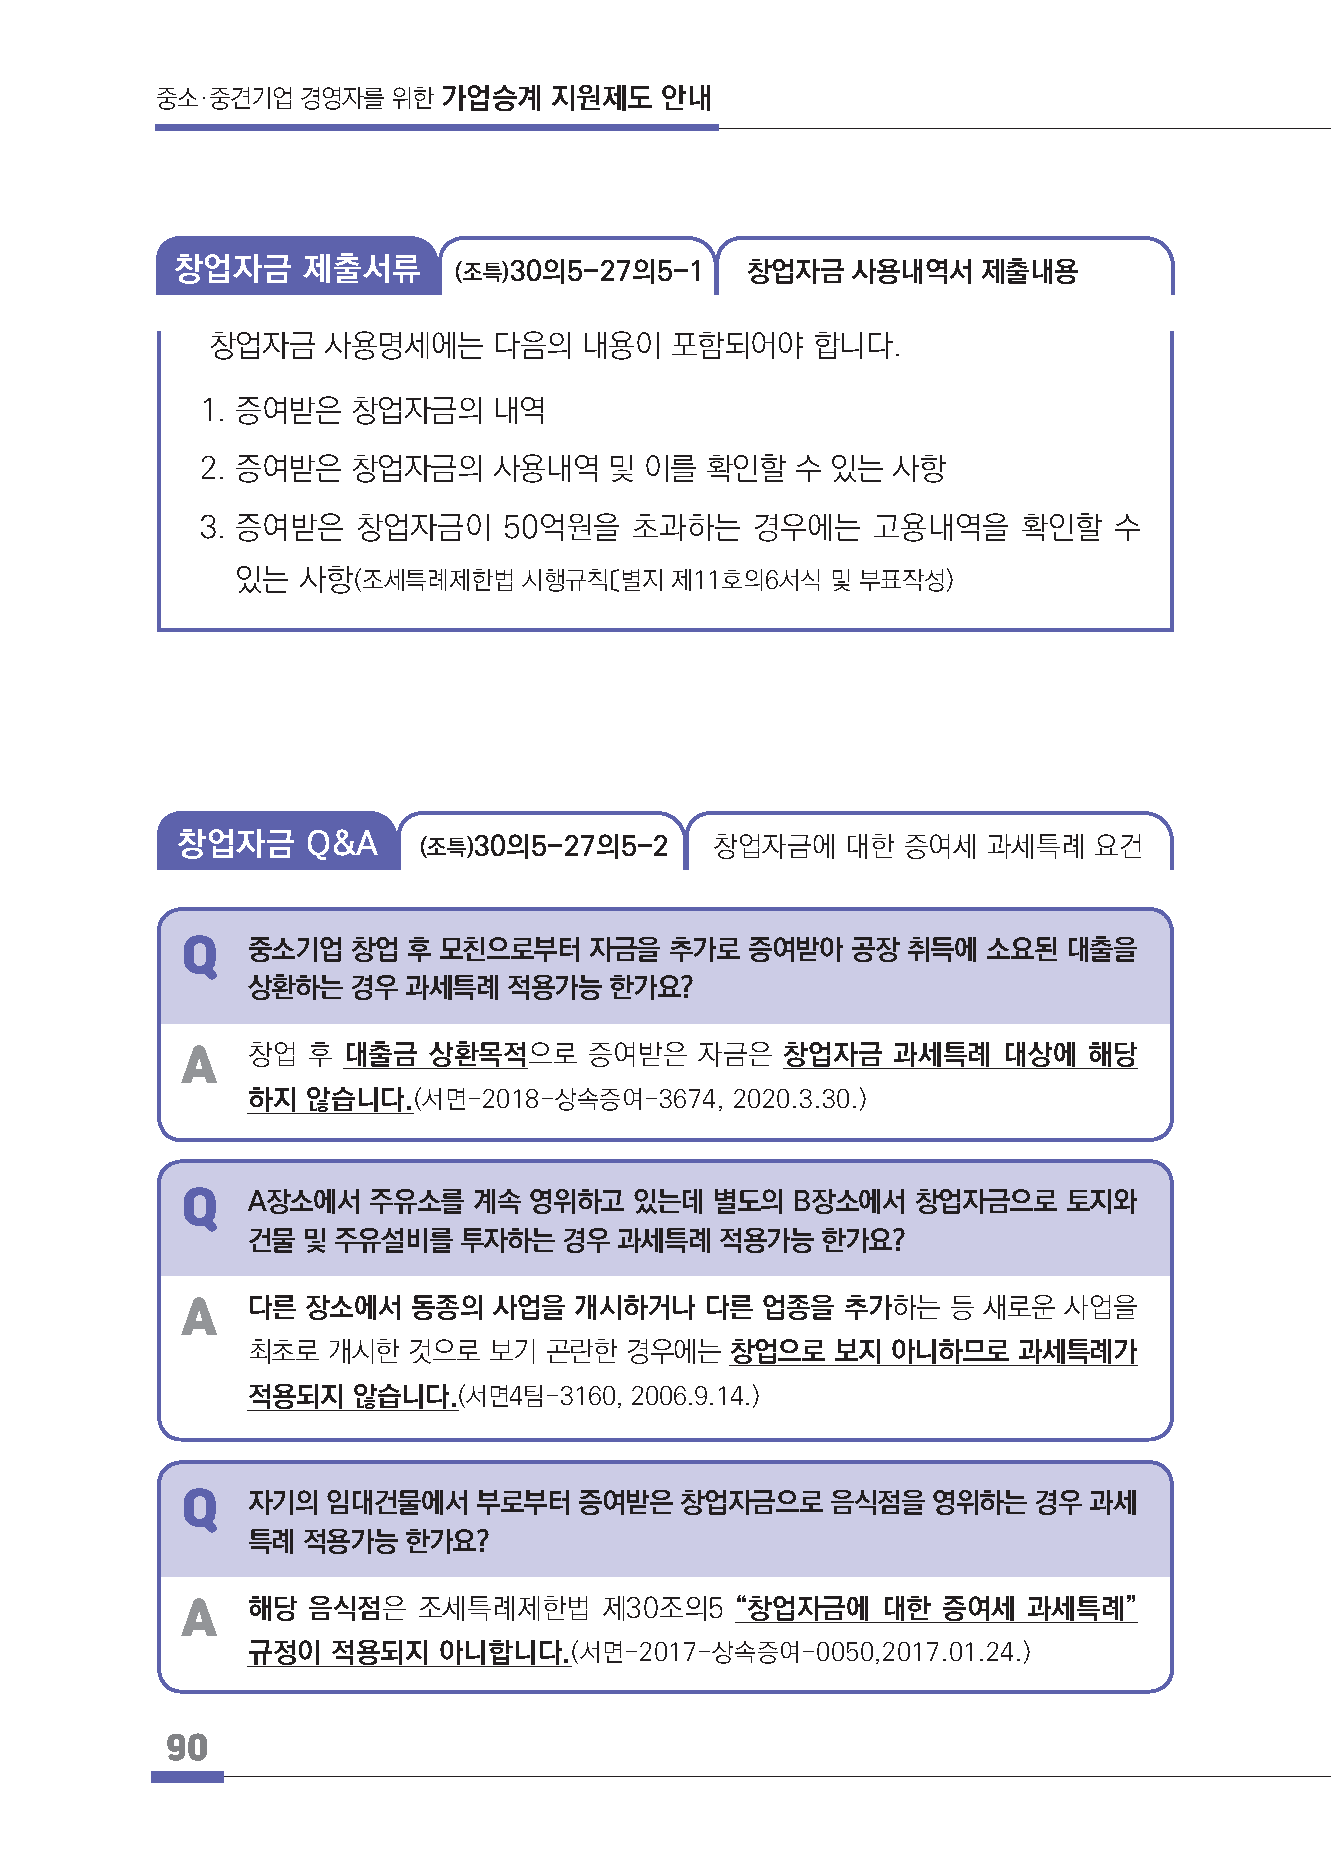 중소·중견기업 경영자를 위한 가업승계 지원제도 안내
창업자금 제출서류 (조특)30의5-27의5-1 창업자금 사용내역서 제출내용
창업자금 사용명세에는 다음의 내용이 포함되어야 합니다.
1. 증여받은 창업자금의 내역
2. 증여받은 창업자금의 사용내역 및 이를 확인할 수 있는 사항
3. 증여받은 창업자금이 50억원을 초과하는 경우에는 고용내역을 확인할 수
있는 사항(조세특례제한법 시행규칙〔별지 제11호의6서식 및 부표작성)
창업자금 Q&A (조특)30의5-27의5-2 창업자금에 대한 증여세 과세특례 요건
Q 중소기업 창업 후 모친으로부터 자금을 추가로 증여받아 공장 취득에 소요된 대출을
상환하는 경우 과세특례 적용가능 한가요?
A 창업 후 대출금 상환목적으로 증여받은 자금은 창업자금 과세특례 대상에 해당
하지 않습니다.(서면-2018-상속증여-3674, 2020.3.30.)
Q A장소에서 주유소를 계속 영위하고 있는데 별도의 B장소에서 창업자금으로 토지와
건물 및 주유설비를 투자하는 경우 과세특례 적용가능 한가요?
A 다른 장소에서 동종의 사업을 개시하거나 다른 업종을 추가하는 등 새로운 사업을
최초로 개시한 것으로 보기 곤란한 경우에는 창업으로 보지 아니하므로 과세특례가
적용되지 않습니다.(서면4팀-3160, 2006.9.14.)
Q 자기의 임대건물에서 부로부터 증여받은 창업자금으로 음식점을 영위하는 경우 과세
특례 적용가능 한가요?
A 해당 음식점은 조세특례제한법 제30조의5 “창업자금에 대한 증여세 과세특례”
규정이 적용되지 아니합니다.(서면-2017-상속증여-0050,2017.01.24.)
90